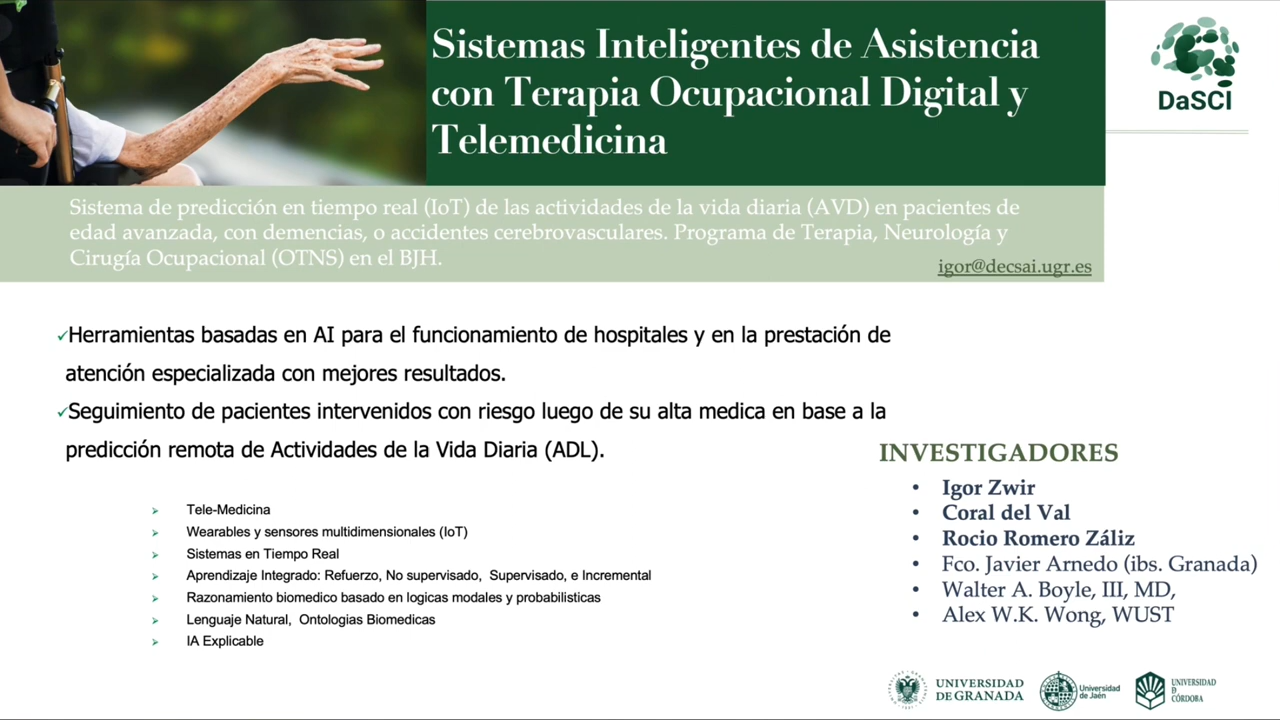 Sistemas Inteligentes de Asistencia
con Terapia Ocupacional Digital y
Telemedicina
DaSCI
Sistema de predicción en tiempo real (IoT) de las actividades de la vida diaria (AVD) en pacientes de
edad avanzada, con demencias, o accidentes cerebrovasculares. Programa de Terapia, Neurología y
Cirugía Ocupacional (OTNS) en el BJH.
igor@decsai.ugr.es
✓Herramientas basadas en AI para el funcionamiento de hospitales y en la prestación de
atención especializada con mejores resultados.
✓Seguimiento de pacientes intervenidos con riesgo luego de su alta medica en base a la
predicción remota de Actividades de la Vida Diaria (ADL).
➢ Tele-Medicina
➢ Wearables y sensores multidimensionales (IoT)
➢ Sistemas en Tiempo Real
➢ Aprendizaje Integrado: Refuerzo, No supervisado, Supervisado, e Incremental
➢ Razonamiento bIomedico basado en logicas modales y probabilisticas
➢ Lenguaje Natural, Ontologias Biomedicas
➢ IA Explicable
INVESTIGADORES
• Igor Zwir
• Coral del Val
• Rocio Romero Záliz
• Fco. Javier Arnedo (ibs. Granada)
• Walter A. Boyle, III, MD,
• Alex W.K. Wong, WUST
UNIVERSIDAD
DE GRANADA
Universidad
de Jaén
UNIVERSIDAD
D
CÓRDOBA